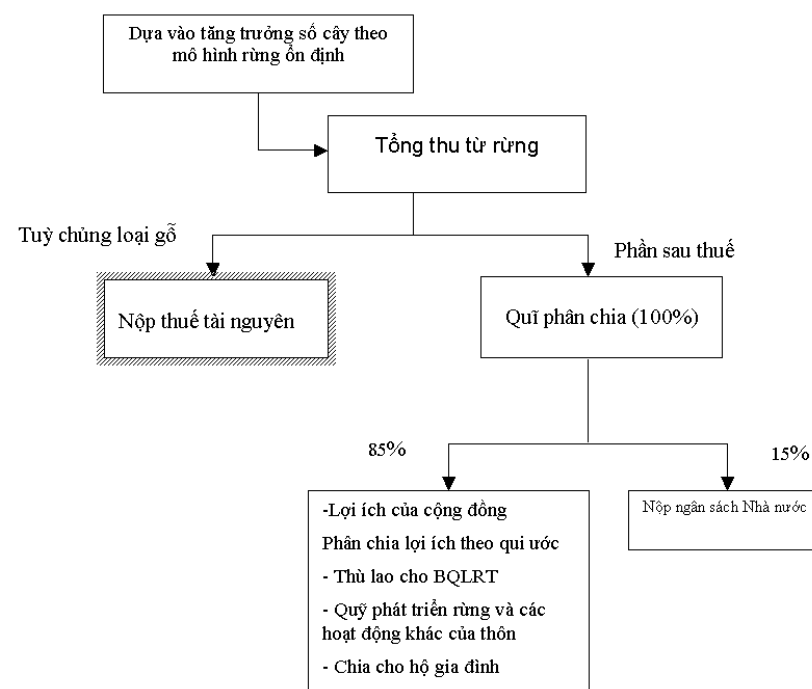 Dựa vào tăng trưởng số cây theo
mô hình rừng ổn định
Tổng thu từ rừng
Tuỳ chủng loại gỗ
Phần sau thuế
Nộp thuế tài nguyên
Quĩ phân chia (100%)
85%
15%
-Lợi ích của cộng đồng
Phân chia lợi ích theo qui ước
- Thù lao cho BQLRT
- Quỹ phát triển rừng và các
hoạt động khác của thôn
- Chia cho hộ gia đình
Nộp ngân sách Nhà nước